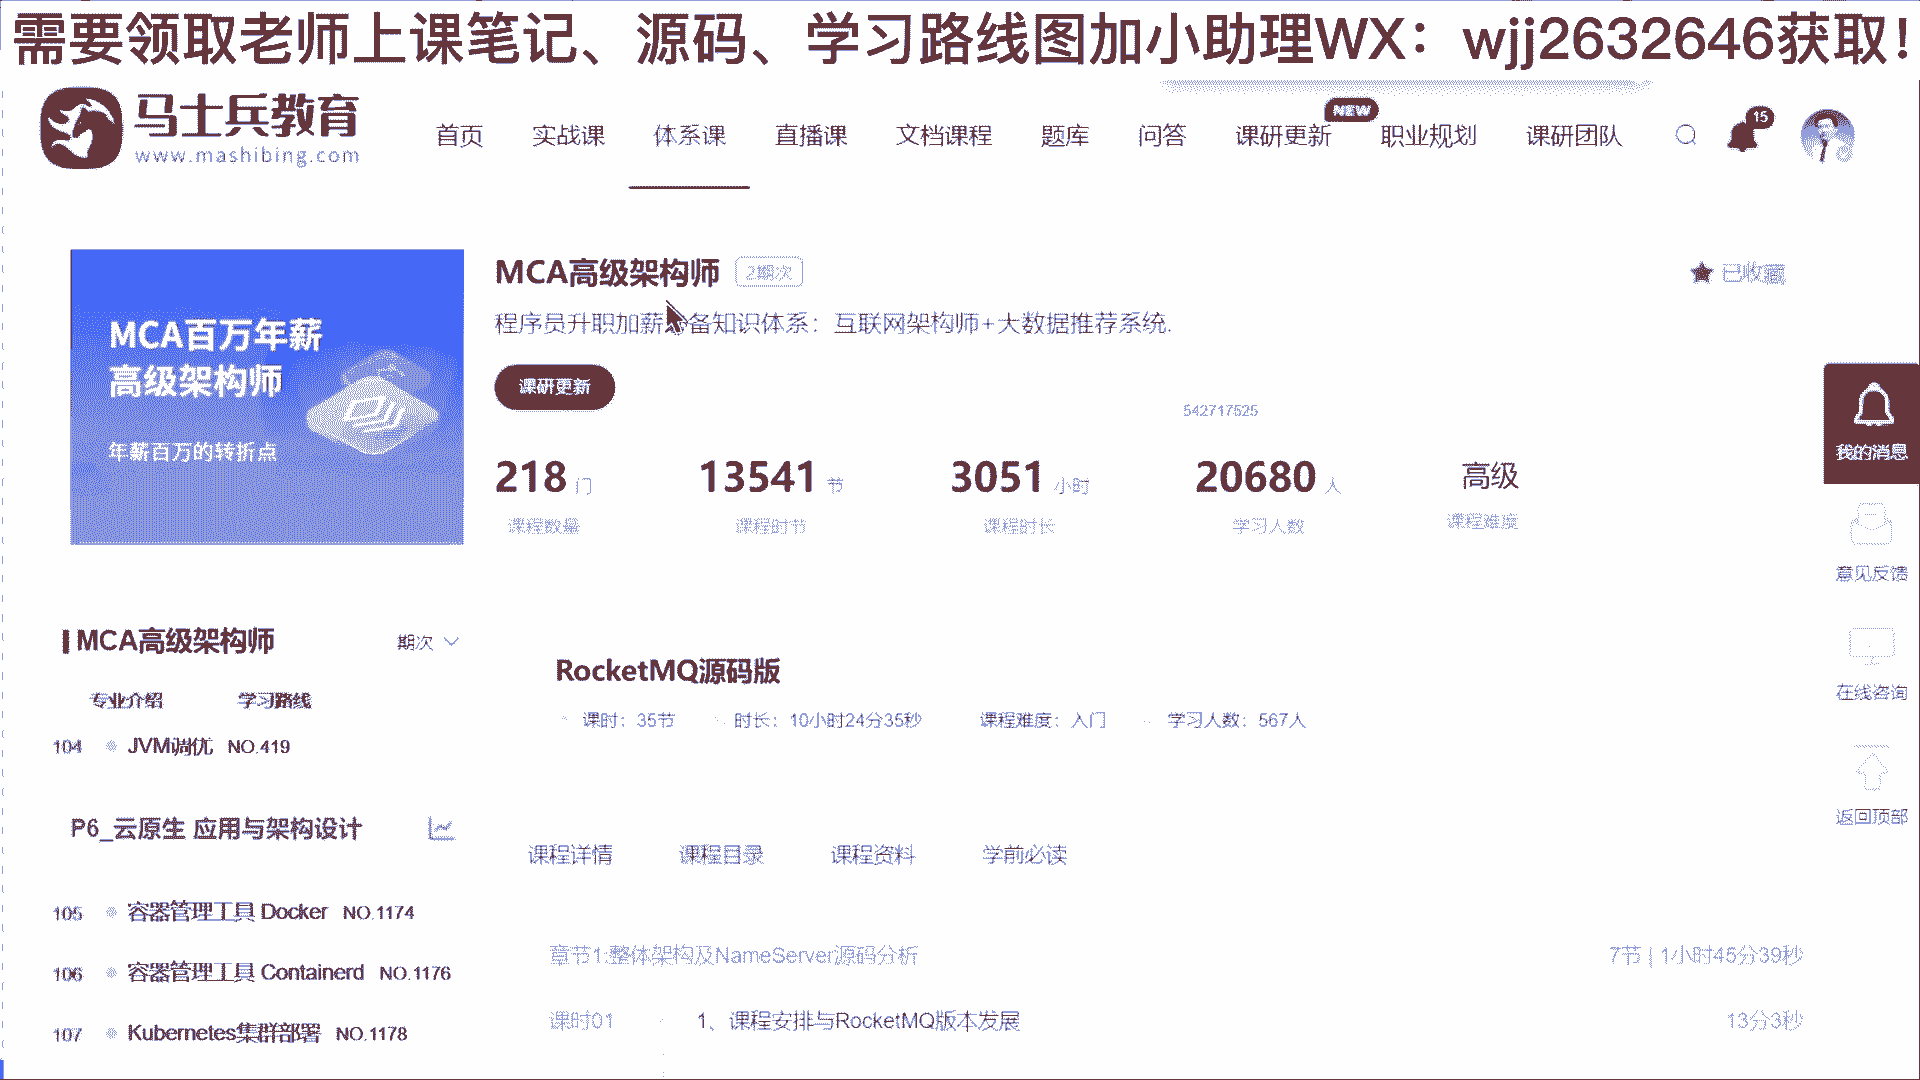 需要领取老师上课笔记、源码、学习路线图加小助理WX：wjj2632646获取！
马士兵教育
www.mashibing.com
首页 实战课 体系课 直播课 文档课程 题库 问答 课研更新 NEW 职业规划 课研团队 15
MCA百万年薪
高级架构师
年薪百万的转折点
MCA高级架构师 2期次
已收藏
程序员升职加薪必备知识体系：互联网架构师+大数据推荐系统.
课研更新
542717525
218 门 13541 节 3051 小时 20680 人 高级
课程数量 课程时节 课程时长 学习人数 课程难度
我的消息
意见反馈
在线咨询
返回顶部
MCA高级架构师 期次
专业介绍 学习路线
104 JVM调优 NO.419
P6_云原生 应用与架构设计
105 容器管理工具 Docker NO.1174
106 容器管理工具 Containerd NO.1176
107 Kubernetes集群部署 NO.1178
RocketMQ源码版
课时：35节 时长：10小时24分35秒 课程难度：入门 学习人数：567人
课程详情 课程目录 课程资料 学前必读
章节1:整体架构及NameServer源码分析 7节 | 1小时45分39秒
课时01 1、课程安排与RocketMQ版本发展 13分3秒